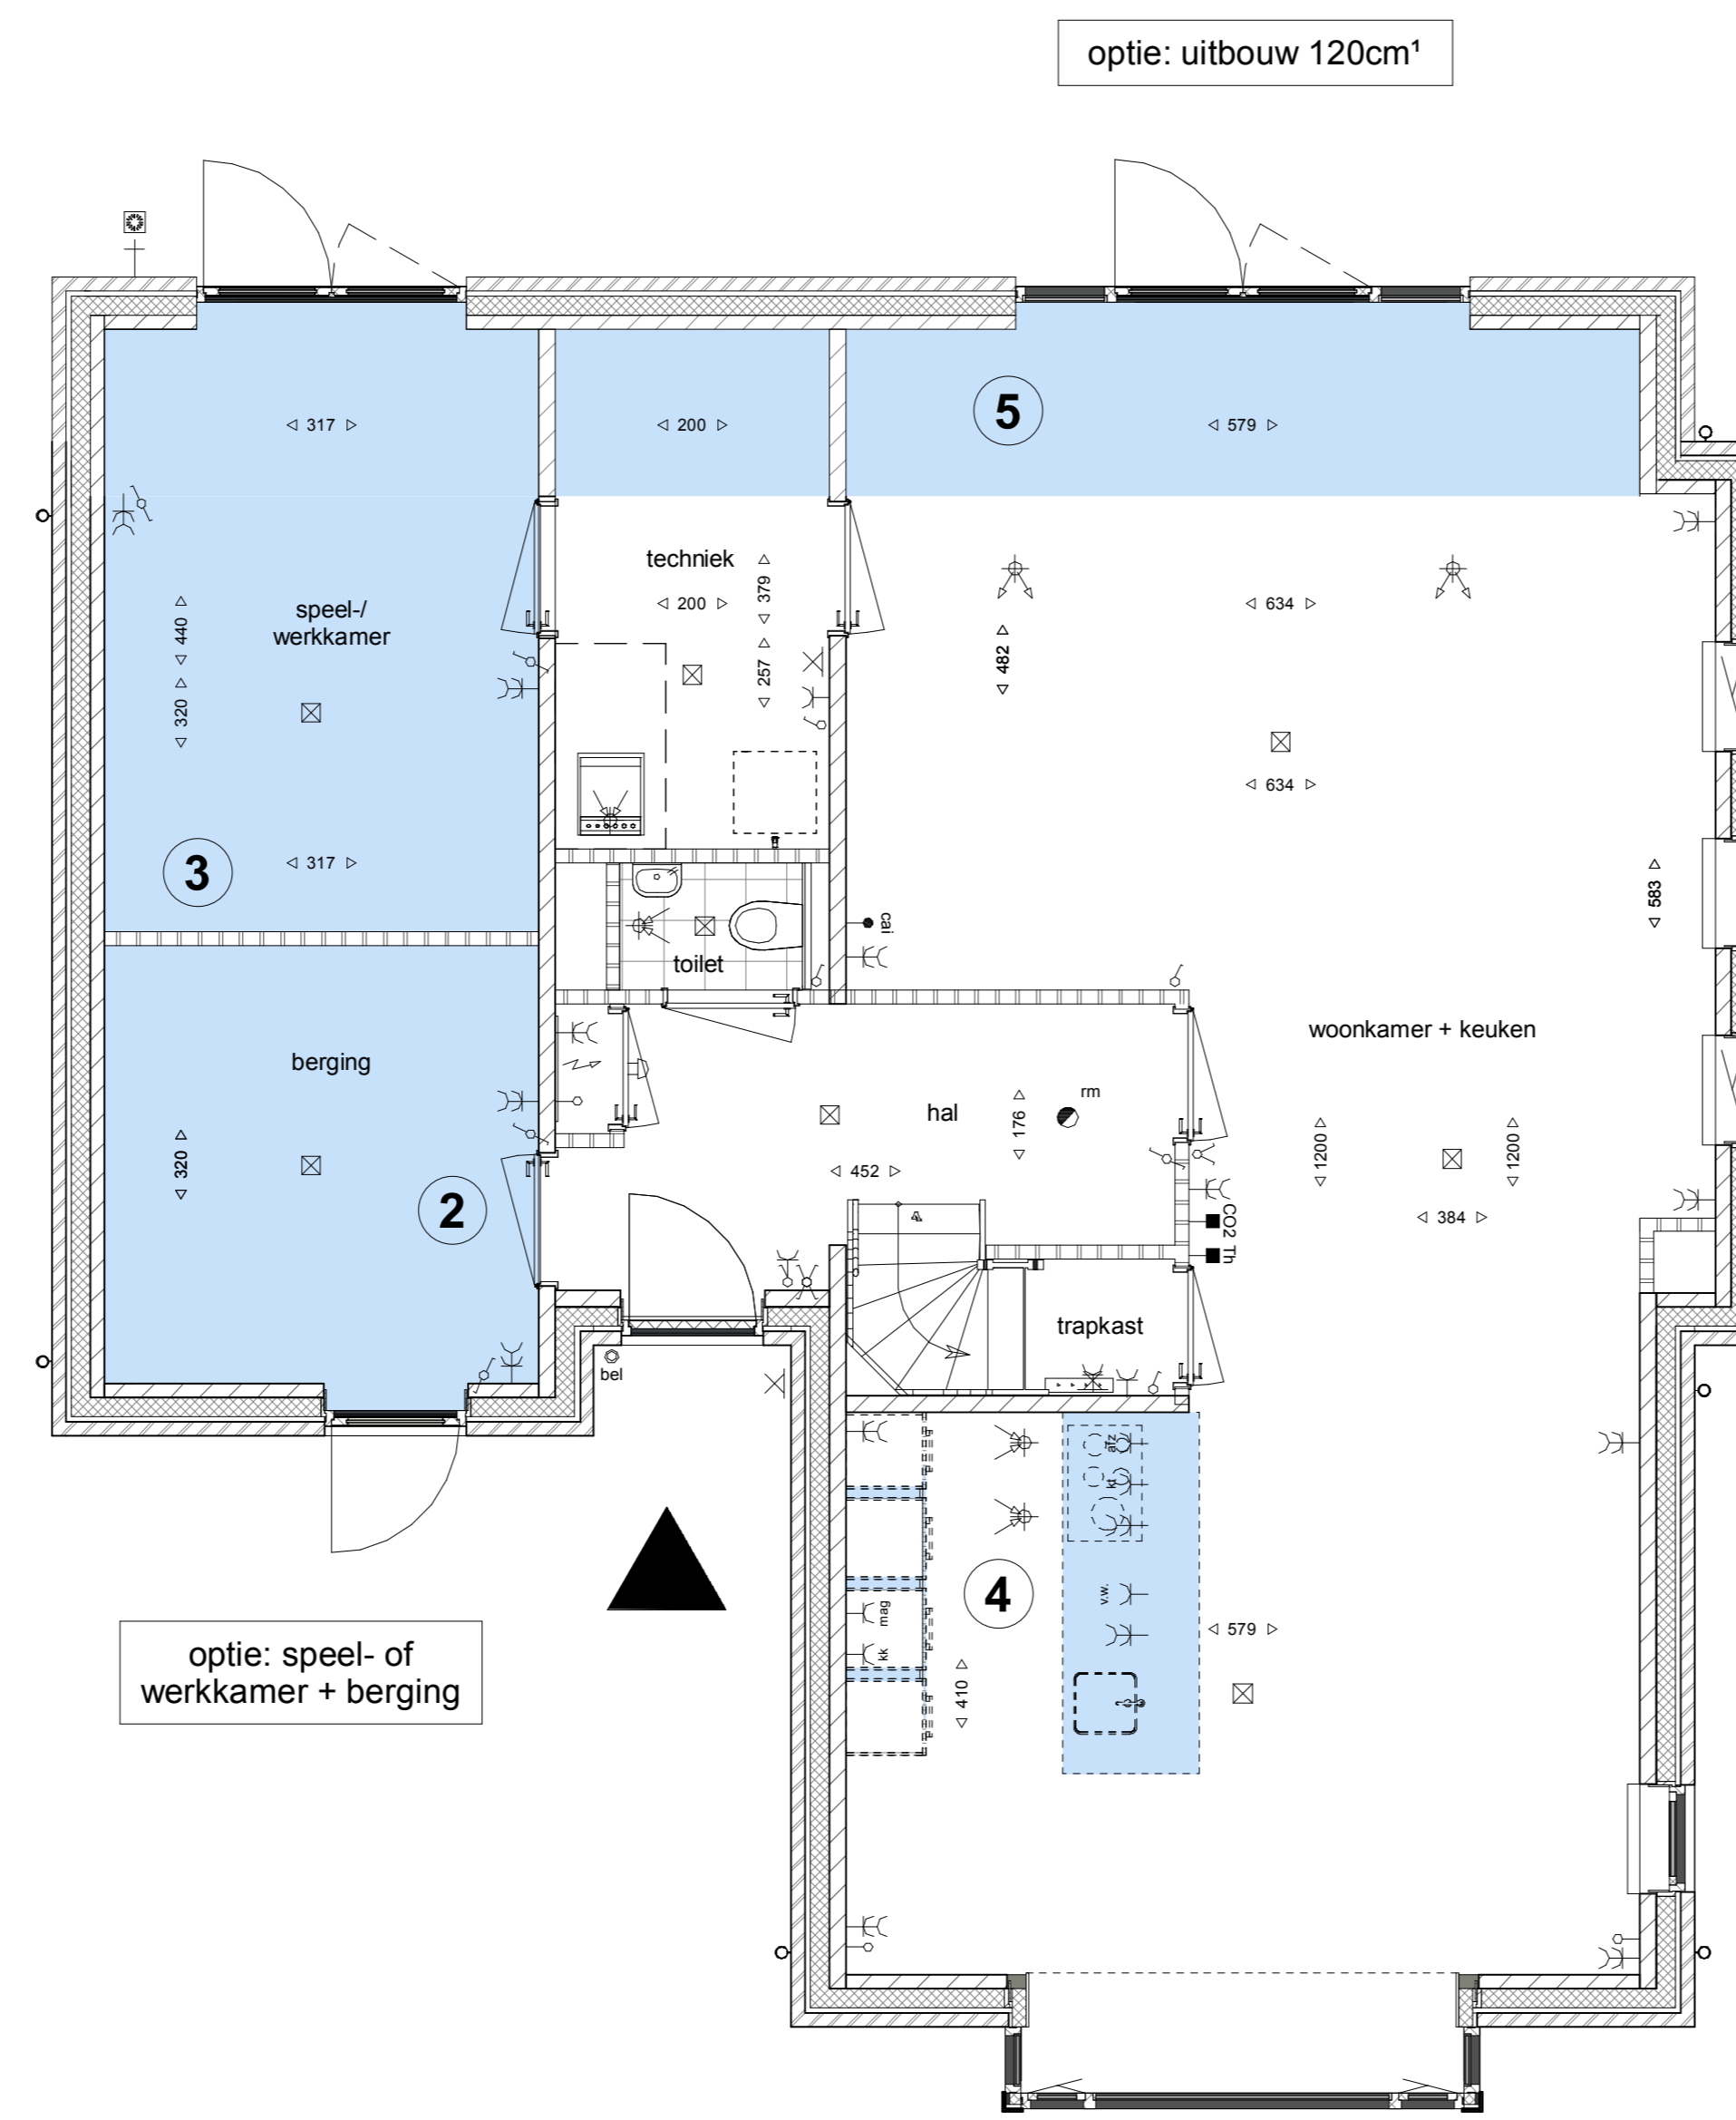 optie: uitbouw 120cm¹
317
200
5
579
techniek
379
200
634
speel-/
werkkamer
440
482
257
320
634
3
317
583
cai
toilet
woonkamer + keuken
berging
rm
hal
176
320
1200
1200
452
2
384
CO2
Th
trapkast
bel
afz
kt
4
v.w.
mag
kk
579
410
optie: speel- of
werkkamer + berging